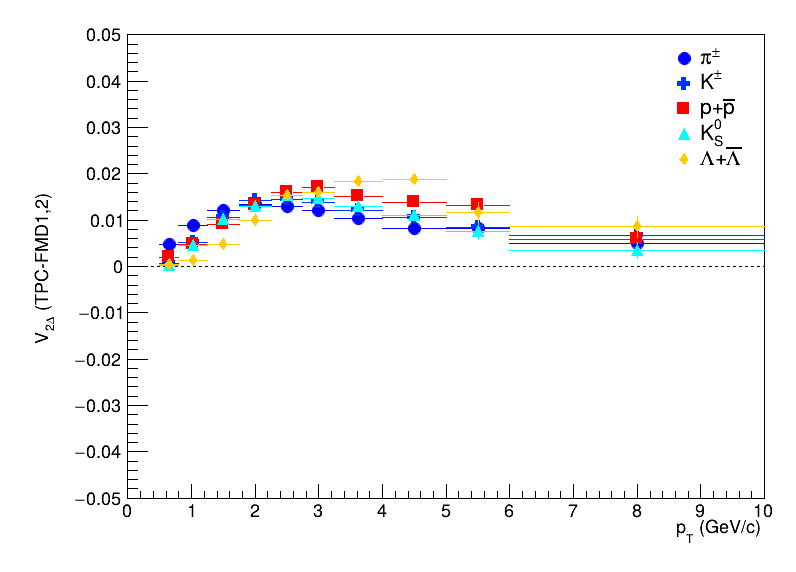 0.05
0.04
0.03
0.02
0.01
0
−0.01
−0.02
−0.03
−0.04
−0.05
V2Δ (TPC-FMD1,2)
π±
K±
p+p̅
K0S
Λ+Λ̅
0 1 2 3 4 5 6 7 8 9 10
pT (GeV/c)